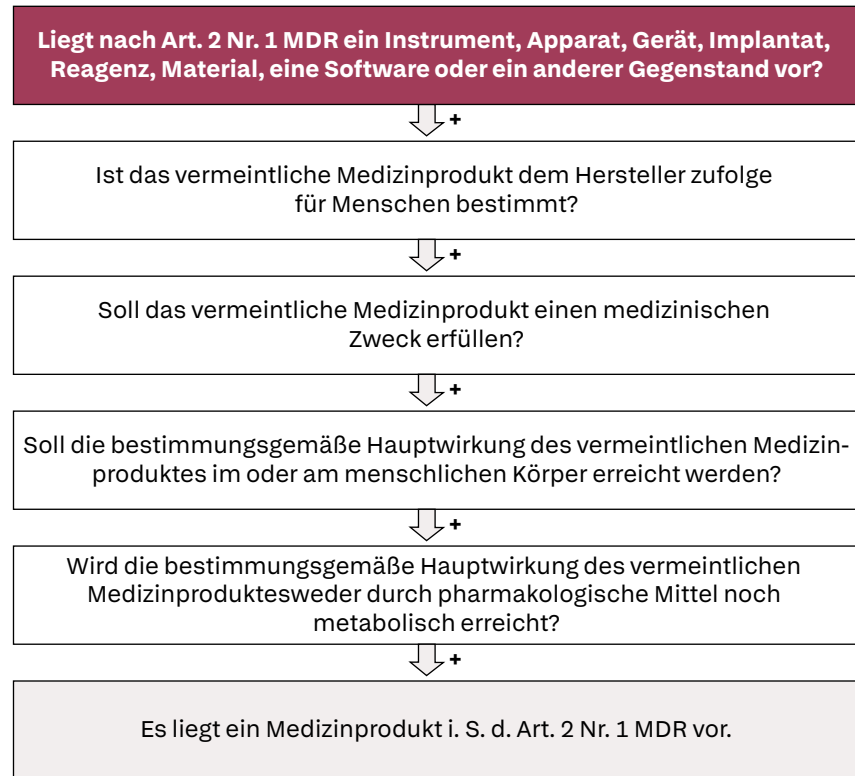 Liegt nach Art. 2 Nr. 1 MDR ein Instrument, Apparat, Gerät, Implantat,
Reagenz, Material, eine Software oder ein anderer Gegenstand vor?
+
Ist das vermeintliche Medizinprodukt dem Hersteller zufolge
für Menschen bestimmt?
+
Soll das vermeintliche Medizinprodukt einen medizinischen
Zweck erfüllen?
+
Soll die bestimmungsgemäße Hauptwirkung des vermeintlichen Medizin-
produktes im oder am menschlichen Körper erreicht werden?
+
Wird die bestimmungsgemäße Hauptwirkung des vermeintlichen
Medizinproduktesweder durch pharmakologische Mittel noch
metabolisch erreicht?
+
Es liegt ein Medizinprodukt i. S. d. Art. 2 Nr. 1 MDR vor.